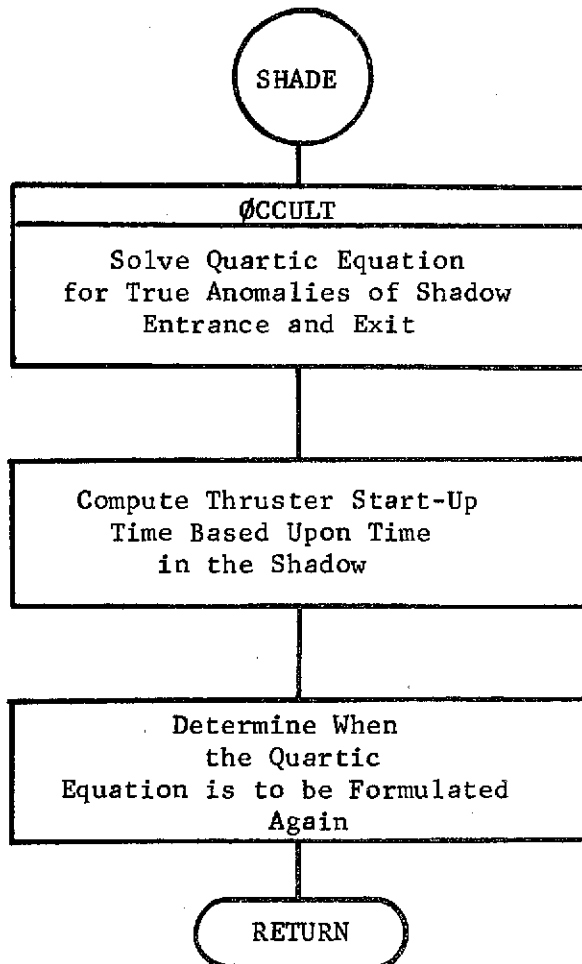 SHADE
ØCCULT
Solve Quartic Equation
for True Anomalies of Shadow
Entrance and Exit
Compute Thruster Start-Up
Time Based Upon Time
in the Shadow
Determine When
the Quartic
Equation is to be Formulated
Again
RETURN